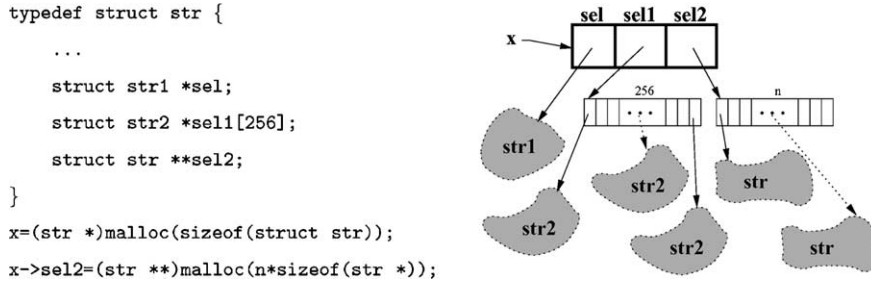 typedef struct str {
...
struct str1 *sel;
struct str2 *sel1[256];
struct str **sel2;
}
x=(str *)malloc(sizeof(struct str));
x->sel2=(str **)malloc(n*sizeof(str *));
sel sel1 sel2
x
256 n
str1
str2
str2
str2
str
str